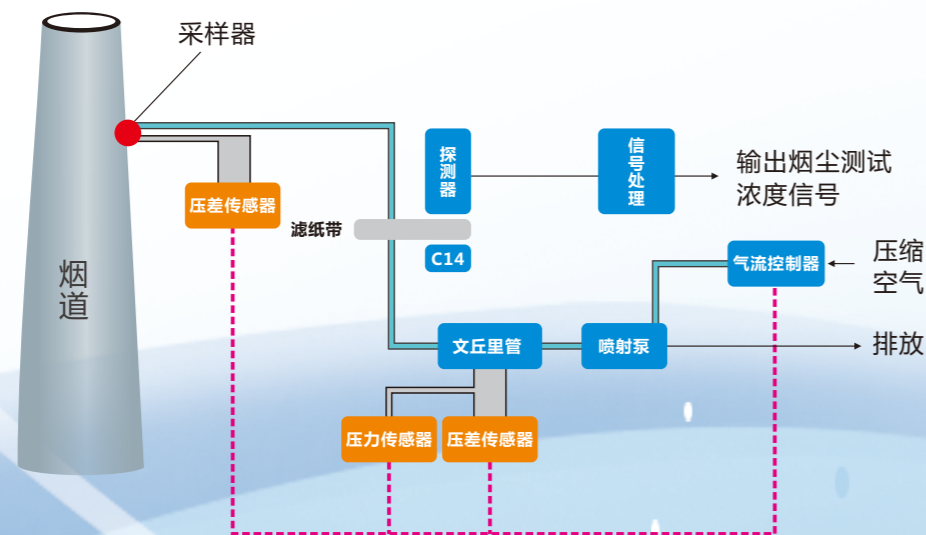 采样器
探测器
信号处理
输出烟尘测试
浓度信号
压差传感器
滤纸带
C14
烟道
气流控制器
压缩
空气
文丘里管
喷射泵
排放
压力传感器
压差传感器